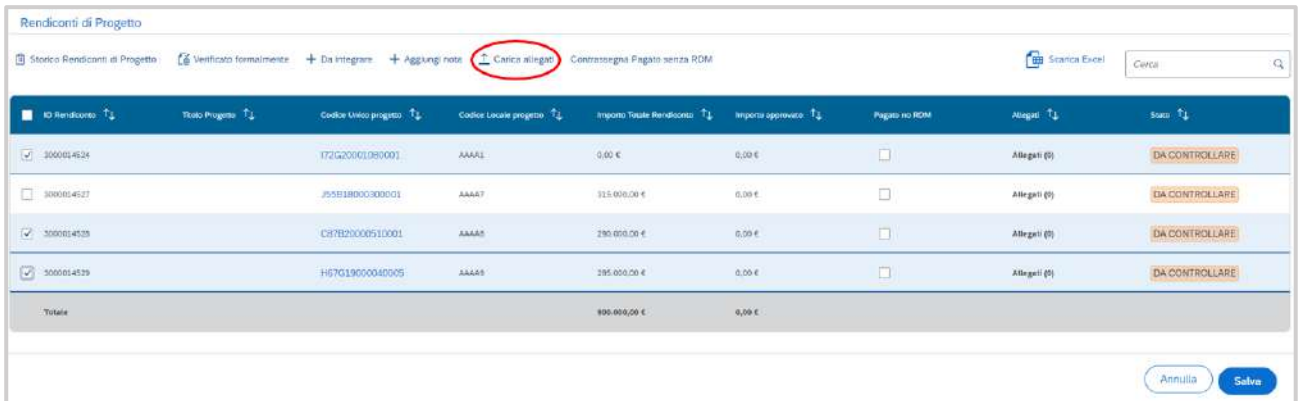 Rendiconti di Progetto
Storico Rendiconti di Progetto Verificato formalmente + Da integrare + Aggiungi note Carica allegati Contrassegna Pagato senza RDM Scarica Excel Cerca
ID Rendiconto Titolo Progetto Codice Unico progetto Codice Locale progetto Importo Totale Rendiconto Importo approvato Pagato no RDM Allegati Stato
3000014524 I72G20001080001 AAAA1 0,00 € 0,00 € Allegati (0) DA CONTROLLARE
3000014527 J55B18000300001 AAAA7 315.000,00 € 0,00 € Allegati (0) DA CONTROLLARE
3000014528 C87B20000510001 AAAA8 290.000,00 € 0,00 € Allegati (0) DA CONTROLLARE
3000014529 H67G19000040005 AAAA9 295.000,00 € 0,00 € Allegati (0) DA CONTROLLARE
Totale 900.000,00 € 0,00 €
Annulla Salva